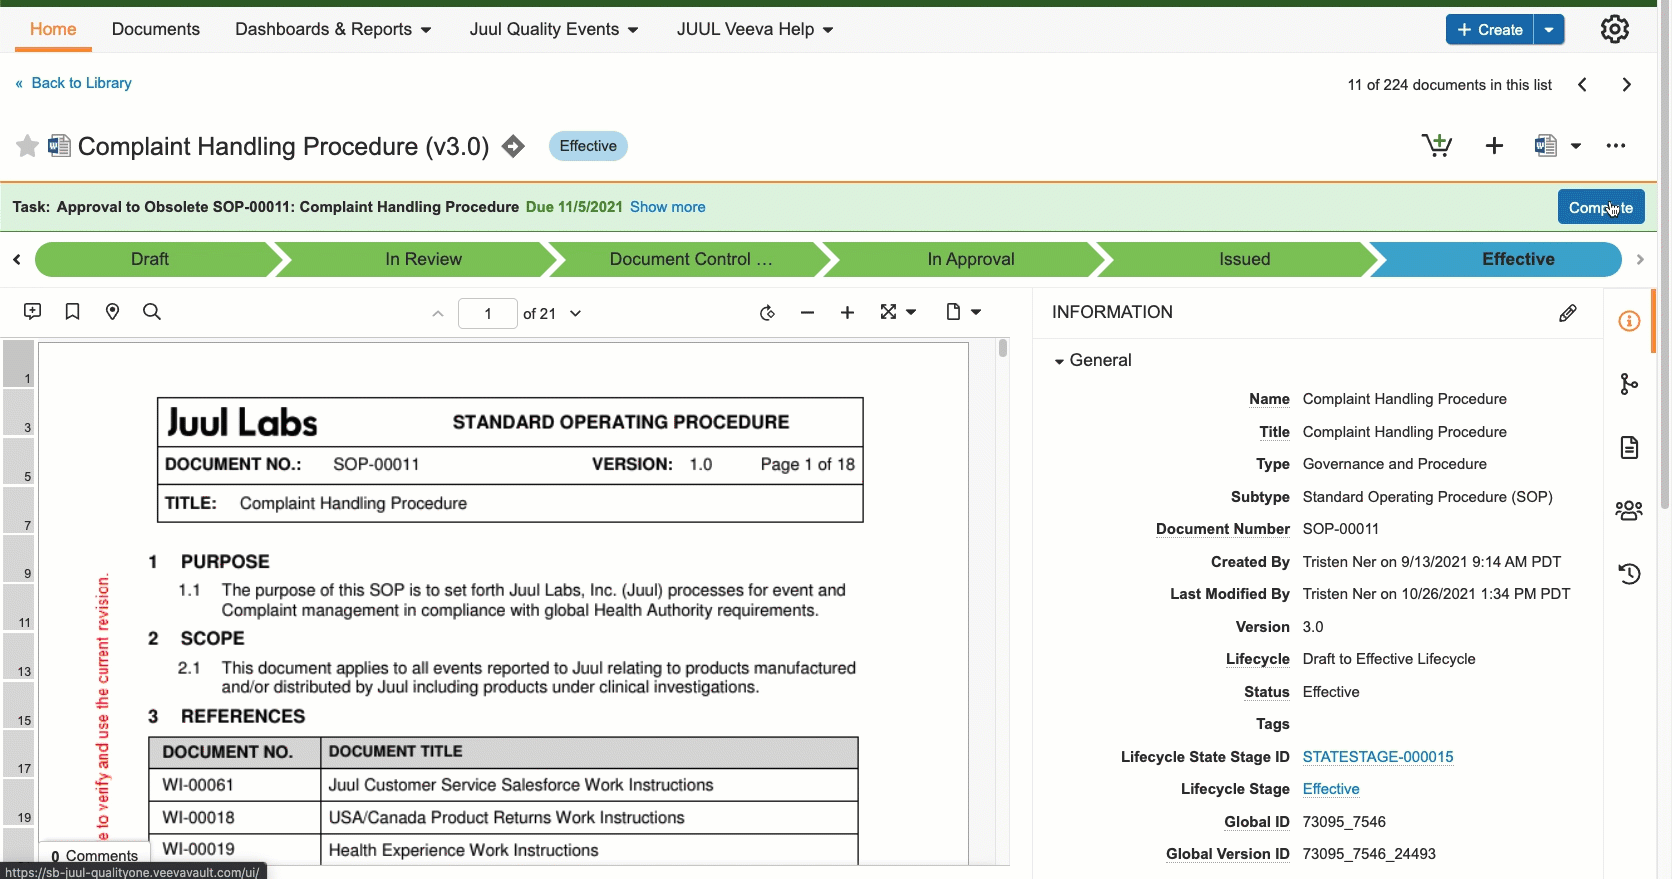 Home Documents Dashboards & Reports Juul Quality Events JUUL Veeva Help + Create
« Back to Library
11 of 224 documents in this list
Complaint Handling Procedure (v3.0) Effective
Task: Approval to Obsolete SOP-00011: Complaint Handling Procedure Due 11/5/2021 Show more
Draft In Review Document Control ... In Approval Issued Effective
1 of 21
INFORMATION
General
Name Complaint Handling Procedure
Title Complaint Handling Procedure
Type Governance and Procedure
Subtype Standard Operating Procedure (SOP)
Document Number SOP-00011
Created By Tristen Ner on 9/13/2021 9:14 AM PDT
Last Modified By Tristen Ner on 10/26/2021 1:34 PM PDT
Version 3.0
Lifecycle Draft to Effective Lifecycle
Status Effective
Tags
Lifecycle State Stage ID STATESTAGE-000015
Lifecycle Stage Effective
Global ID 73095_7546
Global Version ID 73095_7546_24493
1
3
5
7
9
11
13
15
17
19
Juul Labs STANDARD OPERATING PROCEDURE
DOCUMENT NO.: SOP-00011 VERSION: 1.0 Page 1 of 18
TITLE: Complaint Handling Procedure
1 PURPOSE
1.1 The purpose of this SOP is to set forth Juul Labs, Inc. (Juul) processes for event and
Complaint management in compliance with global Health Authority requirements.
2 SCOPE
2.1 This document applies to all events reported to Juul relating to products manufactured
and/or distributed by Juul including products under clinical investigations.
3 REFERENCES
DOCUMENT NO. DOCUMENT TITLE
WI-00061 Juul Customer Service Salesforce Work Instructions
WI-00018 USA/Canada Product Returns Work Instructions
WI-00019 Health Experience Work Instructions
e to verify and use the current revision.
0 Comments
https://sb-juul-qualityone.veevavault.com/ui/